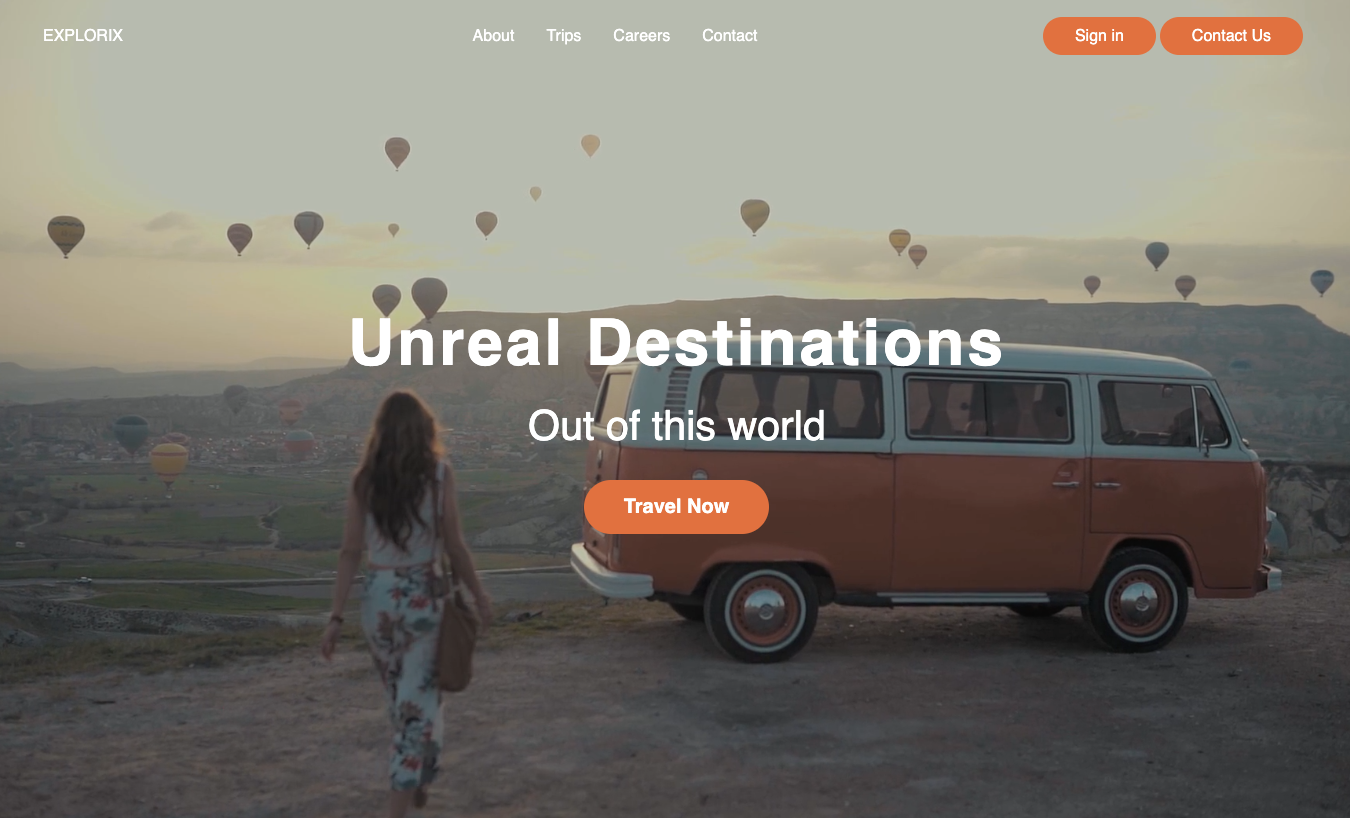 EXPLORIX About Trips Careers Contact Sign in Contact Us
Unreal Destinations
Out of this world
Travel Now